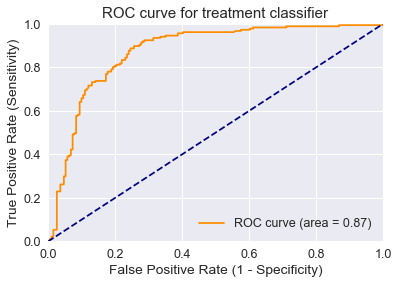 ROC curve for treatment classifier
True Positive Rate (Sensitivity)
1.0
0.8
0.6
0.4
0.2
0.0
ROC curve (area = 0.87)
0.0 0.2 0.4 0.6 0.8 1.0
False Positive Rate (1 - Specificity)